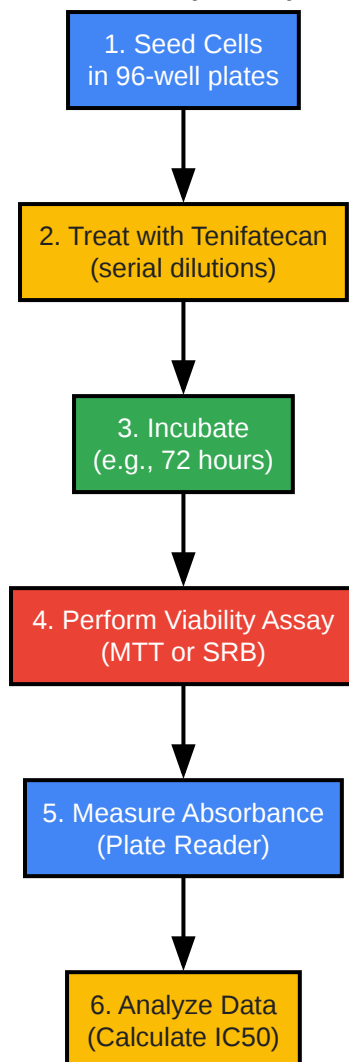 1. Seed Cells
in 96-well plates
2. Treat with Tenifatecan
(serial dilutions)
3. Incubate
(e.g., 72 hours)
4. Perform Viability Assay
(MTT or SRB)
5. Measure Absorbance
(Plate Reader)
6. Analyze Data
(Calculate IC50)